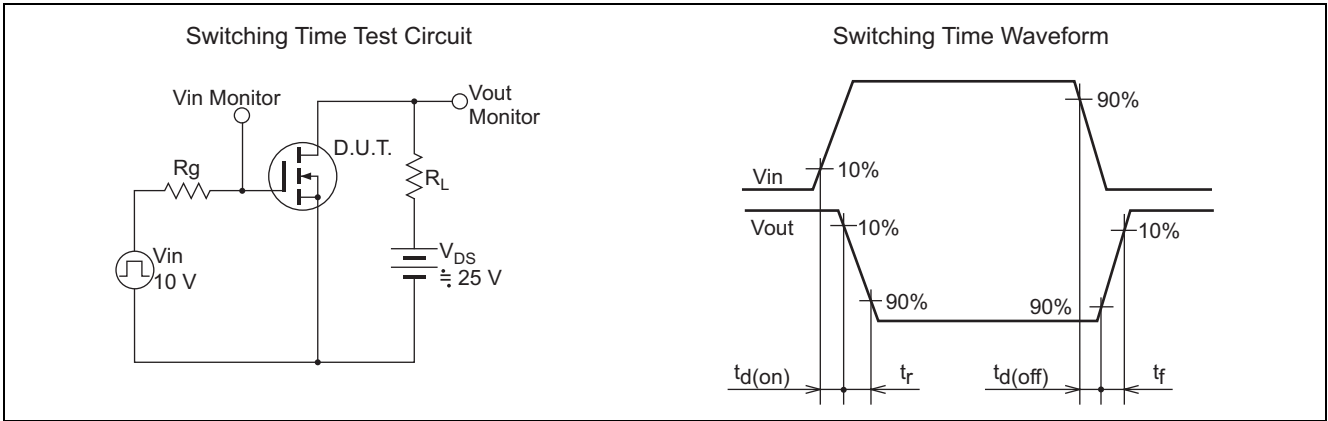 Switching Time Test Circuit
Vin Monitor
Vout
Monitor
D.U.T.
Rg
RL
Vin
10 V
VDS
≒ 25 V
Switching Time Waveform
90%
Vin
10%
Vout
10%
10%
90%
90%
td(on)
tr
td(off)
tf